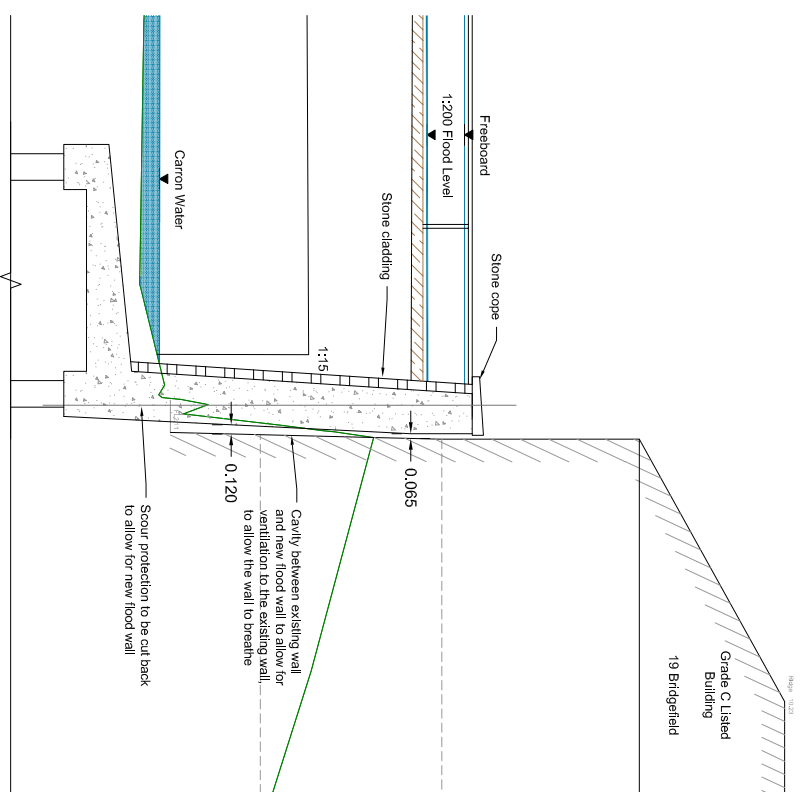 Freeboard
1:200 Flood Level
Carron Water
Stone cladding
Stone cope
1:15
0.065
0.120
Cavity between existing wall
and new flood wall to allow for
ventilation to the existing wall,
to allow the wall to breathe
Scour protection to be cut back
to allow for new flood wall
Grade C Listed
Building
19 Bridgefield